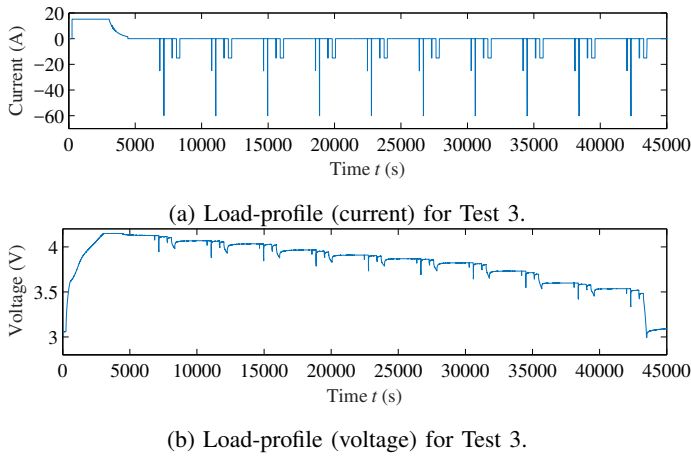 20
0
−20
−40
−60
Current (A)
0 5000 10000 15000 20000 25000 30000 35000 40000 45000
Time t (s)
(a) Load-profile (current) for Test 3.
4
3.5
3
Voltage (V)
0 5000 10000 15000 20000 25000 30000 35000 40000 45000
Time t (s)
(b) Load-profile (voltage) for Test 3.